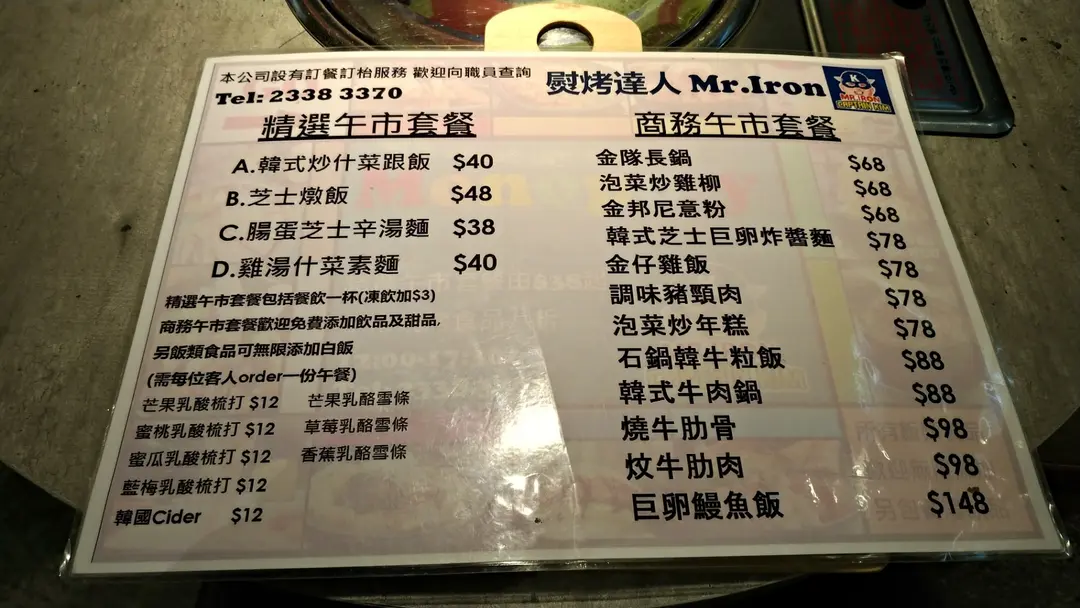 本公司設有訂餐訂枱服務 歡迎向職員查詢
Tel: 2338 3370
熨烤達人 Mr.Iron
K
MR.IRON
CAPTAIN KIM
精選午市套餐
A.韓式炒什菜跟飯 $40
B.芝士燉飯 $48
C.腸蛋芝士辛湯麵 $38
D.雞湯什菜素麵 $40
精選午市套餐包括餐飲一杯(凍飲加$3)
商務午市套餐歡迎免費添加飲品及甜品,
另飯類食品可無限添加白飯
(需每位客人order一份午餐)
芒果乳酸梳打 $12 芒果乳酪雪條
蜜桃乳酸梳打 $12 草莓乳酪雪條
蜜瓜乳酸梳打 $12 香蕉乳酪雪條
藍梅乳酸梳打 $12
韓國Cider $12
商務午市套餐
金隊長鍋 $68
泡菜炒雞柳 $68
金邦尼意粉 $68
韓式芝士巨卵炸醬麵 $78
金仔雞飯 $78
調味豬頸肉 $78
泡菜炒年糕 $78
石鍋韓牛粒飯 $88
韓式牛肉鍋 $88
燒牛肋骨 $98
炆牛肋肉 $98
巨卵鰻魚飯 $148